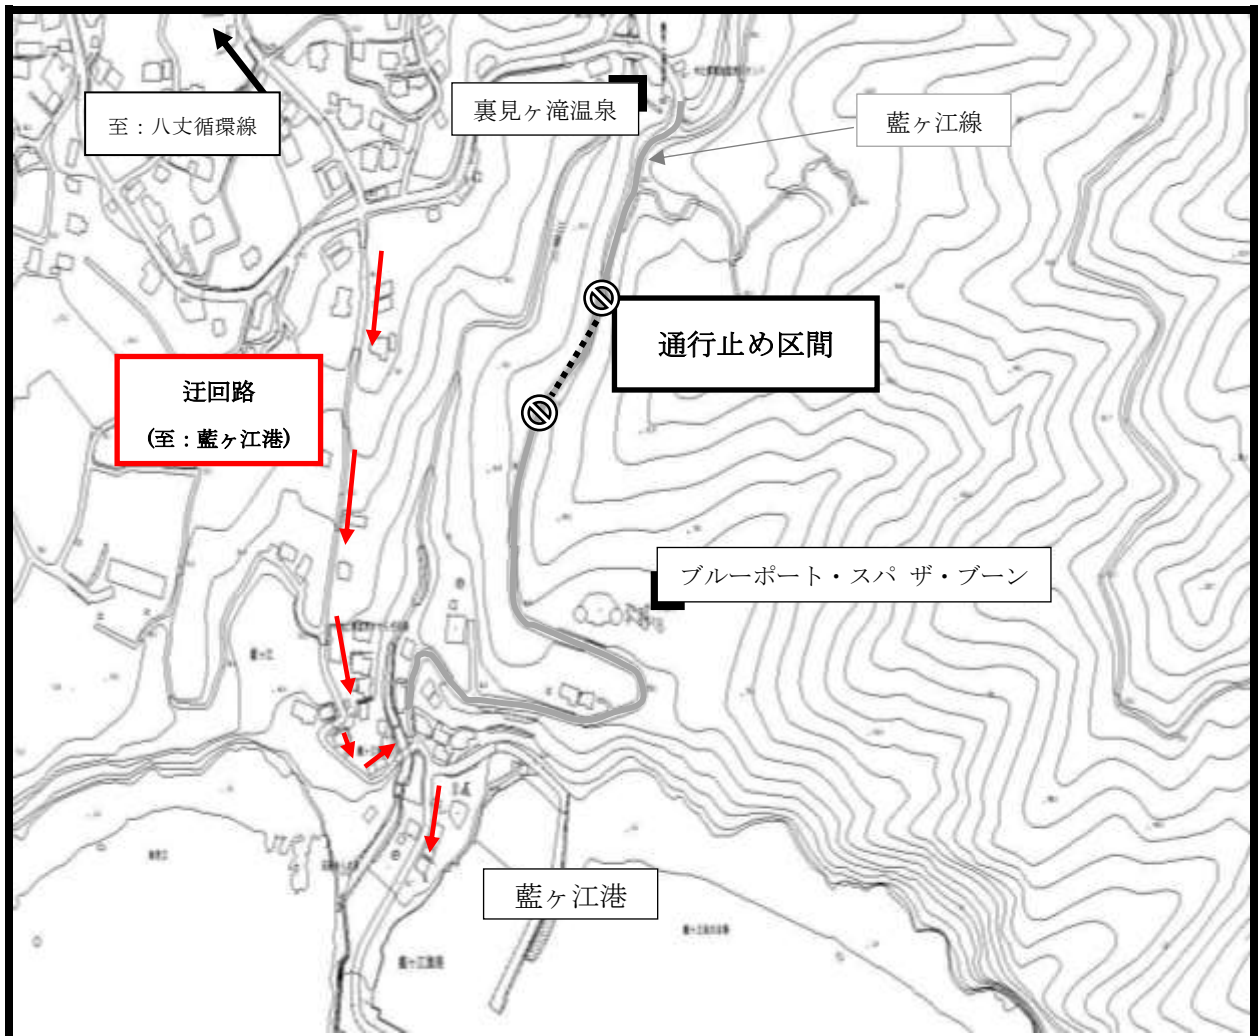 裏見ヶ滝温泉
藍ヶ江線
至：八丈循環線
通行止め区間
迂回路
(至：藍ヶ江港)
ブルーポート・スパ ザ・ブーン
藍ヶ江港